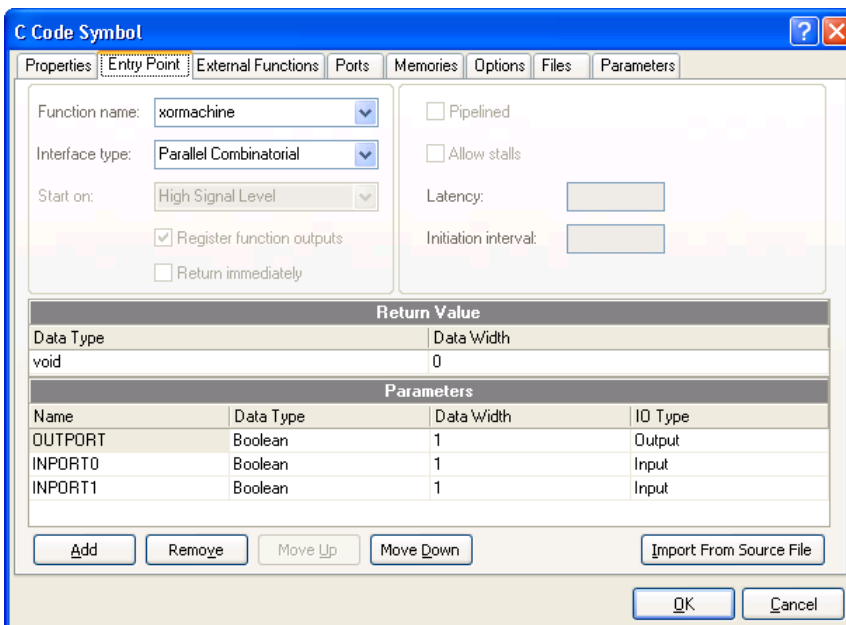 C Code Symbol
Properties Entry Point External Functions Ports Memories Options Files Parameters
Function name: xormachine
Pipelined
Interface type: Parallel Combinatorial
Allow stalls
Start on: High Signal Level
Latency:
Register function outputs
Initiation interval:
Return immediately
Return Value
Data Type Data Width
void 0
Parameters
Name Data Type Data Width IO Type
OUTPORT Boolean 1 Output
INPORT0 Boolean 1 Input
INPORT1 Boolean 1 Input
Add Remove Move Up Move Down Import From Source File
OK Cancel